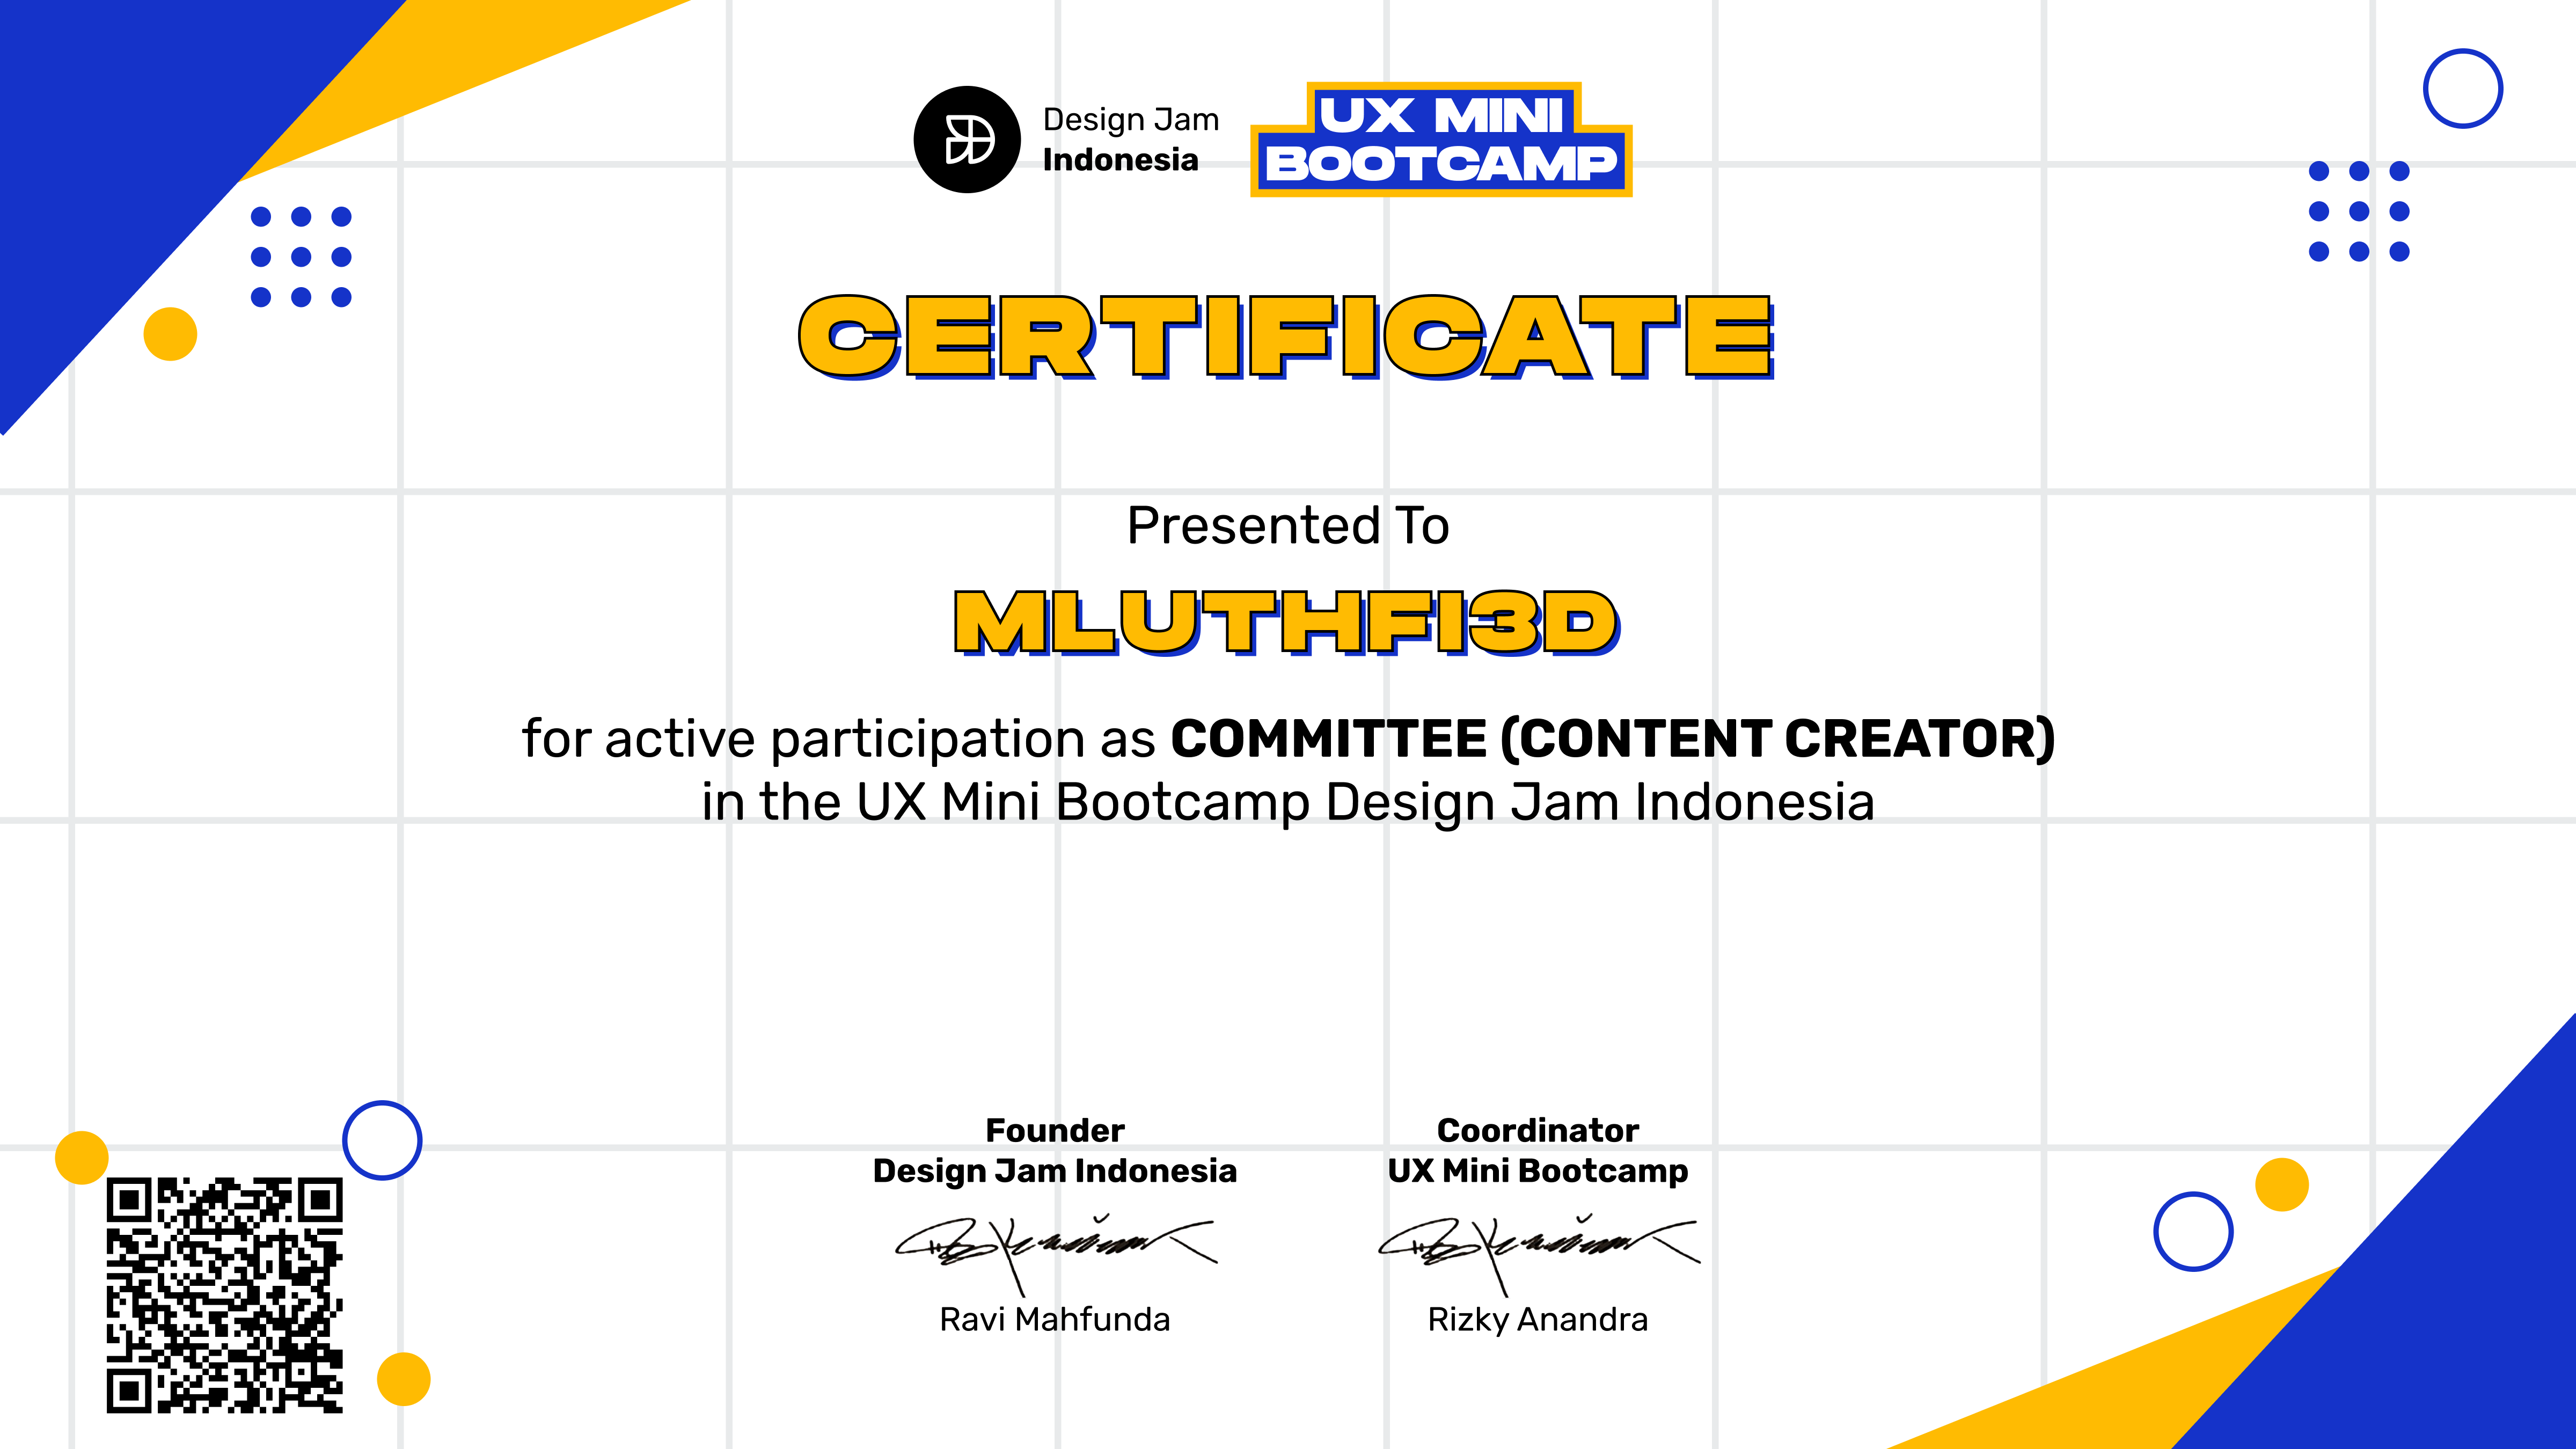 Design Jam
Indonesia
UX MINI
BOOTCAMP
CERTIFICATE
Presented To
MLUTHFI3D
for active participation as COMMITTEE (CONTENT CREATOR)
in the UX Mini Bootcamp Design Jam Indonesia
Founder
Design Jam Indonesia
Ravi Mahfunda
Coordinator
UX Mini Bootcamp
Rizky Anandra